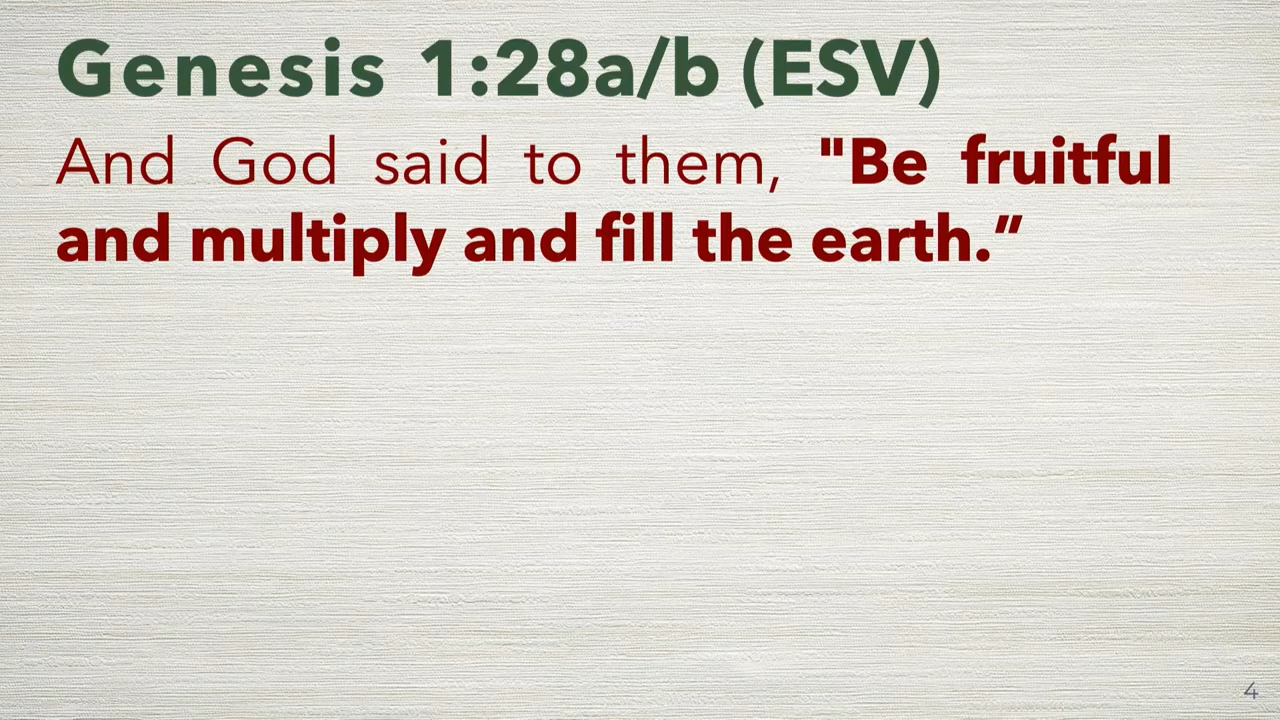 Genesis 1:28a/b (ESV)
And God said to them, "Be fruitful
and multiply and fill the earth.”
4